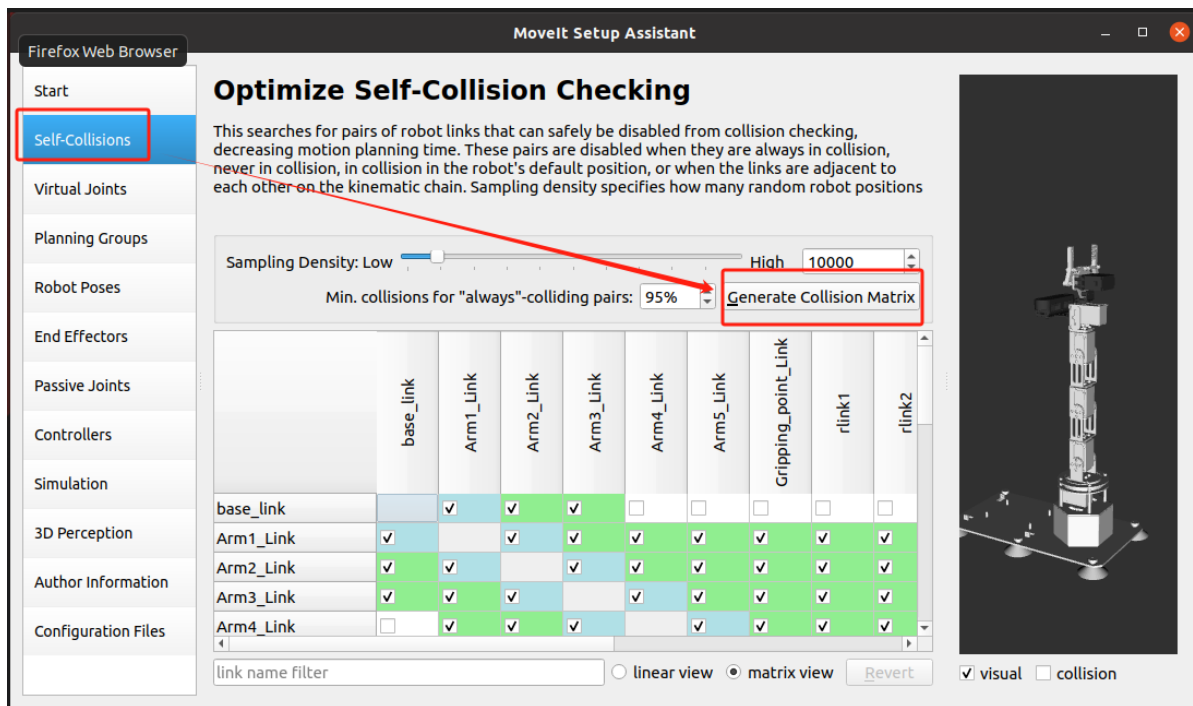 MoveIt Setup Assistant
Firefox Web Browser
Start
Self-Collisions
Virtual Joints
Planning Groups
Robot Poses
End Effectors
Passive Joints
Controllers
Simulation
3D Perception
Author Information
Configuration Files
Optimize Self-Collision Checking
This searches for pairs of robot links that can safely be disabled from collision checking,
decreasing motion planning time. These pairs are disabled when they are always in collision,
never in collision, in collision in the robot's default position, or when the links are adjacent to
each other on the kinematic chain. Sampling density specifies how many random robot positions
Sampling Density: Low High 10000
Min. collisions for "always"-colliding pairs: 95% Generate Collision Matrix
base_link Arm1_Link Arm2_Link Arm3_Link Arm4_Link Arm5_Link Gripping_point_Link rlink1 rlink2
base_link
Arm1_Link
Arm2_Link
Arm3_Link
Arm4_Link
link name filter linear view matrix view Revert
visual collision